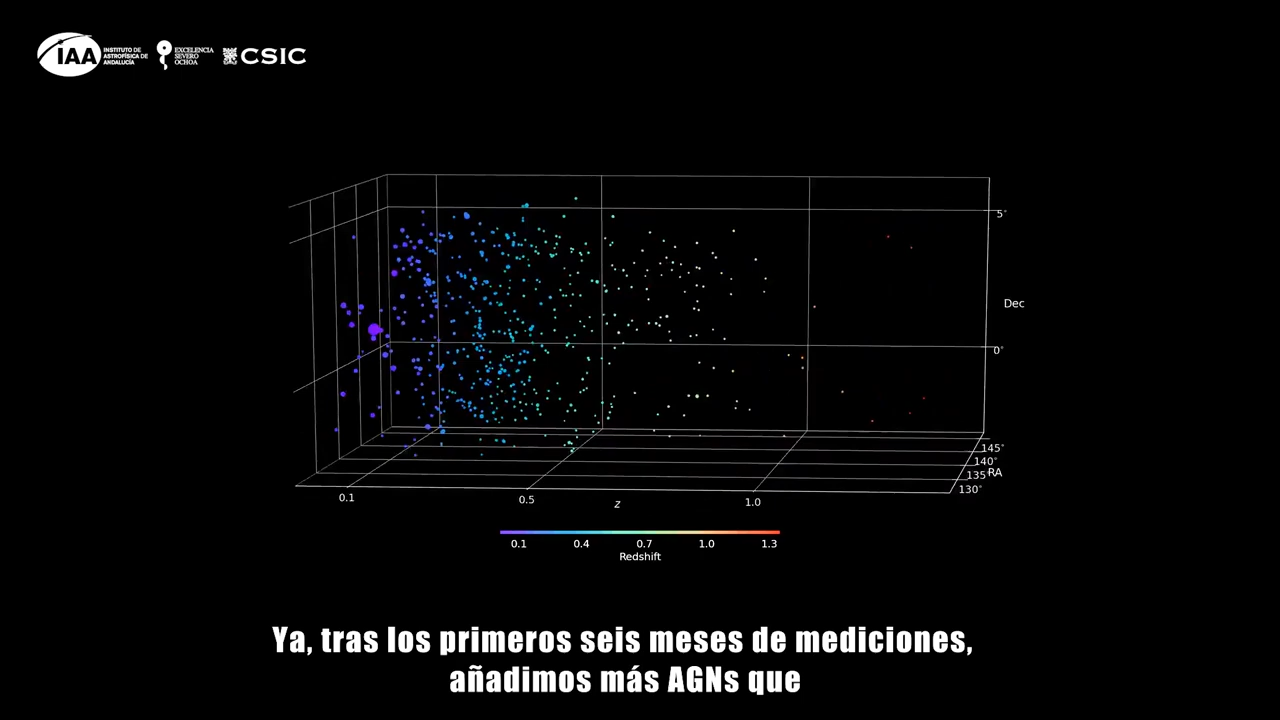 IAA
INSTITUTO DE
ASTROFÍSICA DE
ANDALUCÍA
EXCELENCIA
SEVERO
OCHOA
CSIC
5°
Dec
0°
145°
140°
135°
RA
130°
0.1
0.5
z
1.0
0.1 0.4 0.7 1.0 1.3
Redshift
Ya, tras los primeros seis meses de mediciones,
añadimos más AGNs que